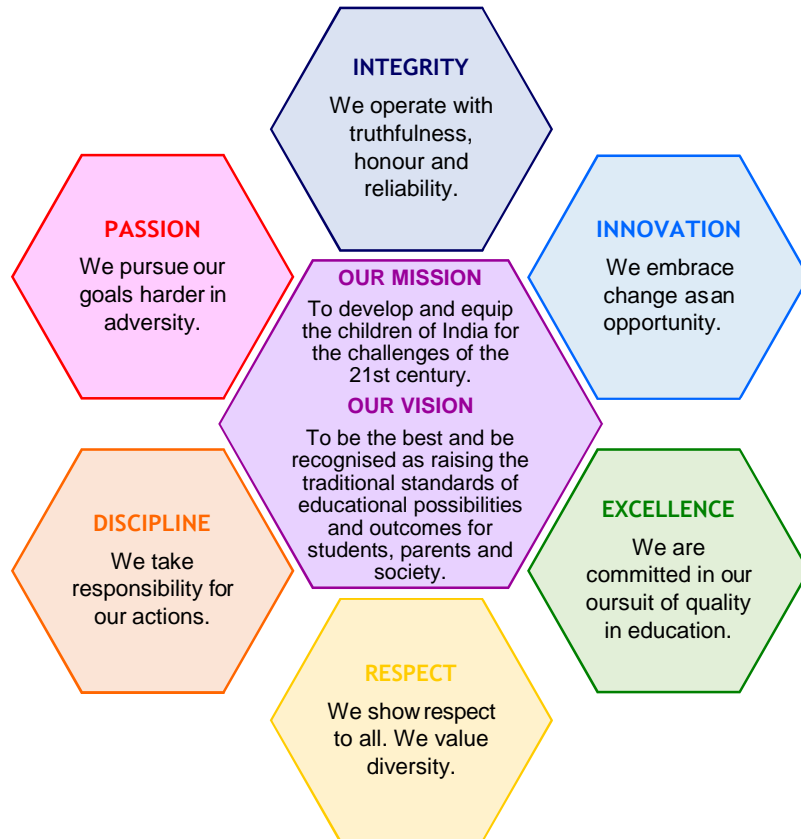 INTEGRITY
We operate with
truthfulness,
honour and
reliability.
PASSION
We pursue our
goals harder in
adversity.
INNOVATION
We embrace
change as an
opportunity.
OUR MISSION
To develop and equip
the children of India for
the challenges of the
21st century.
OUR VISION
To be the best and be
recognised as raising the
traditional standards of
educational possibilities
and outcomes for
students, parents and
society.
DISCIPLINE
We take
responsibility for
our actions.
EXCELLENCE
We are
committed in our
oursuit of quality
in education.
RESPECT
We show respect
to all. We value
diversity.